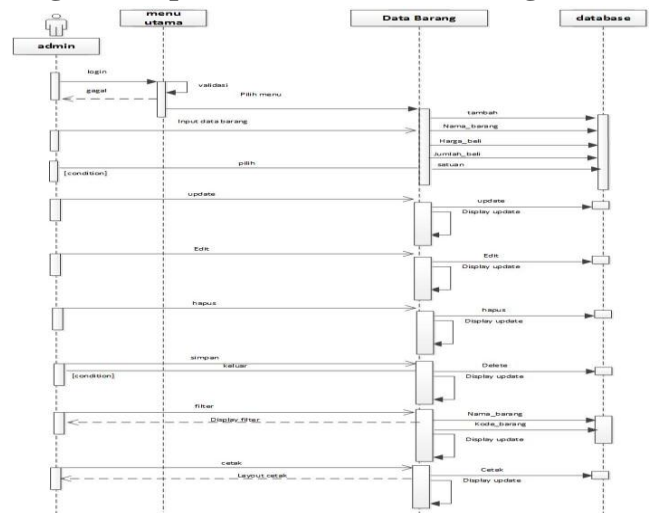 menu
utama
Data Barang
database
admin
login
validasi
gagal
Pilih menu
tambah
Input data barang
Nama_barang
Harga_beli
Jumlah_beli
pilih
satuan
[condition]
update
update
Display update
Edit
Edit
Display update
hapus
hapus
Display update
simpan
keluar
Delete
[condition]
Display update
filter
Nama_barang
Display filter
Kode_barang
Display update
cetak
Cetak
Layout cetak
Display update